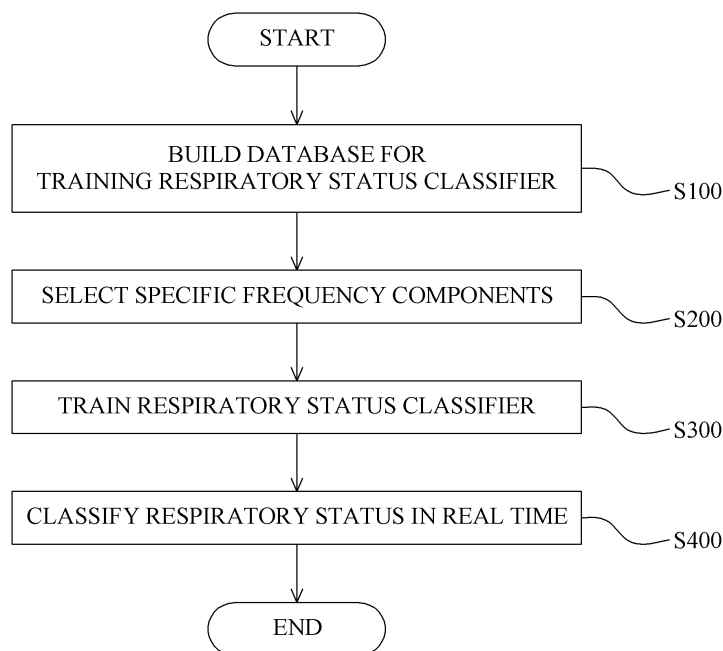 START
BUILD DATABASE FOR
TRAINING RESPIRATORY STATUS CLASSIFIER
S100
SELECT SPECIFIC FREQUENCY COMPONENTS
S200
TRAIN RESPIRATORY STATUS CLASSIFIER
S300
CLASSIFY RESPIRATORY STATUS IN REAL TIME
S400
END